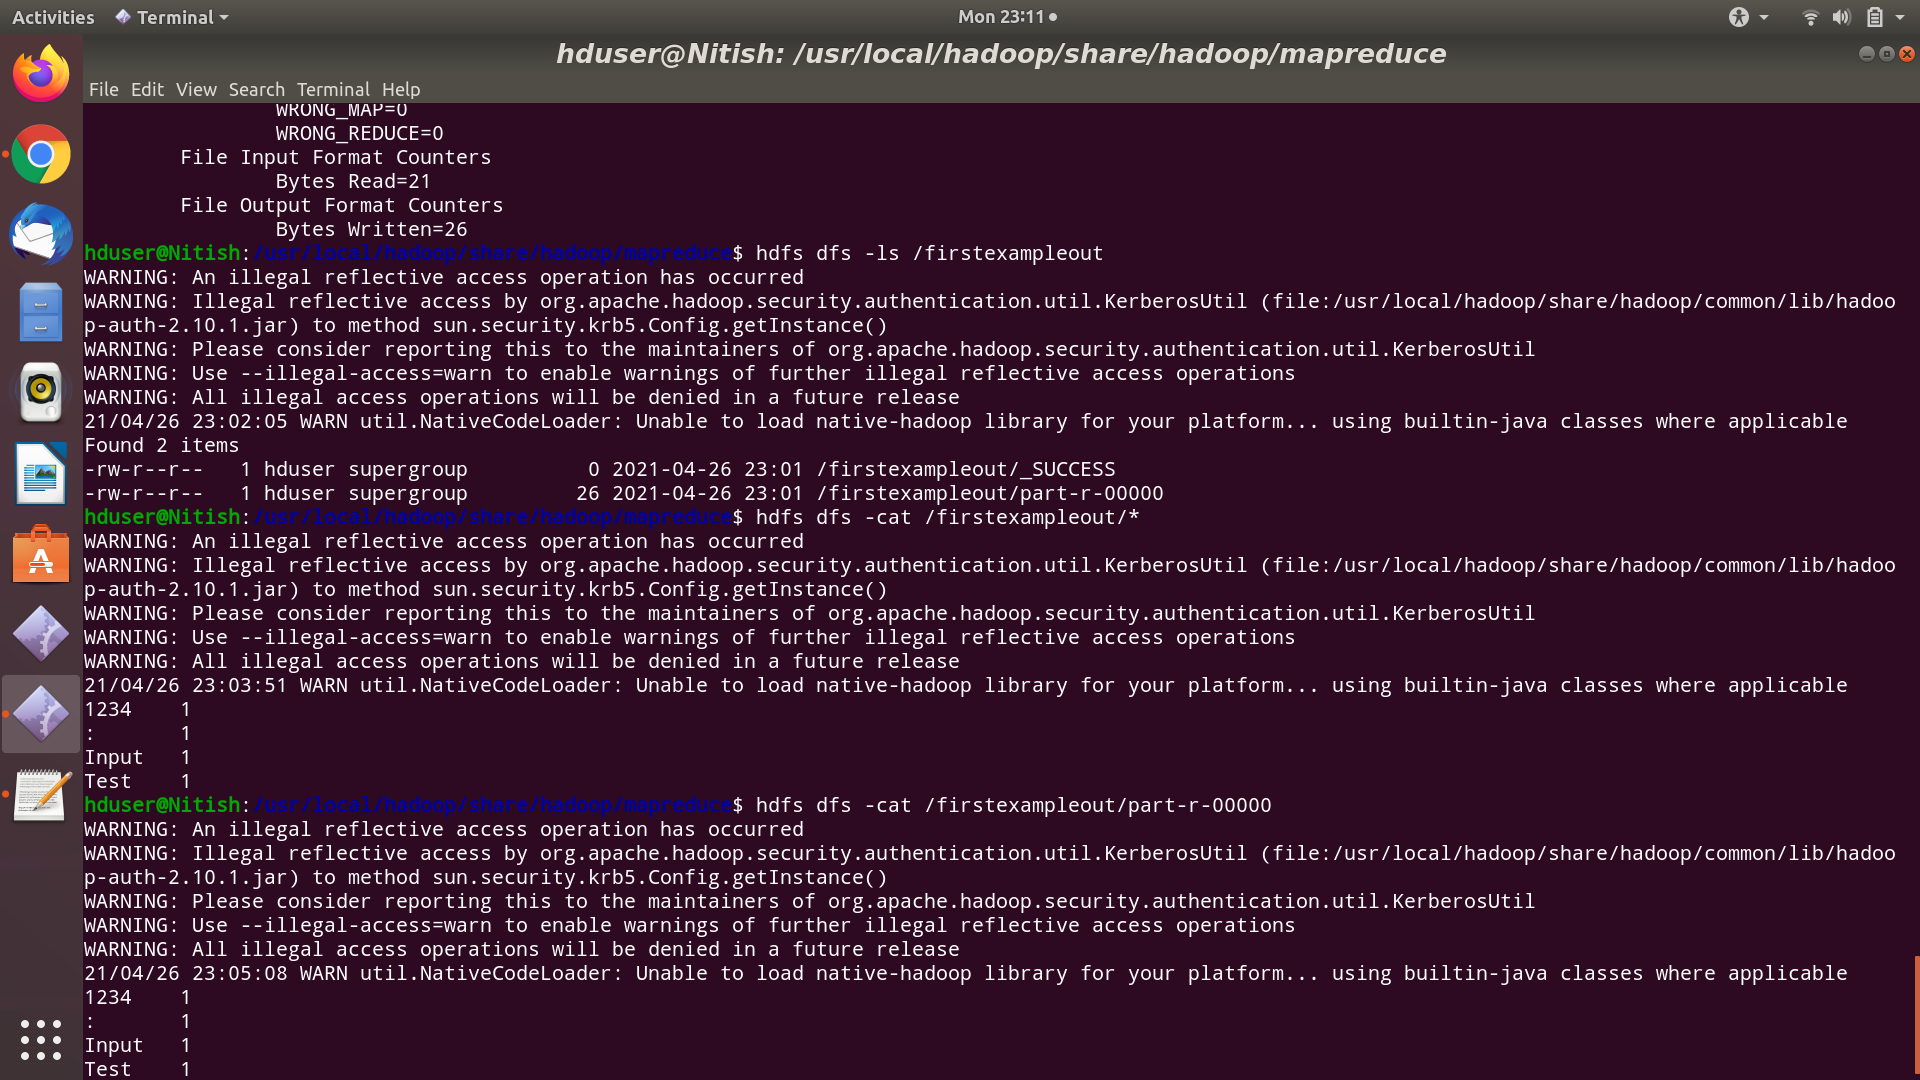 Activities Terminal Mon 23:11
hduser@Nitish: /usr/local/hadoop/share/hadoop/mapreduce
File Edit View Search Terminal Help
WRONG_MAP=0
WRONG_REDUCE=0
File Input Format Counters
Bytes Read=21
File Output Format Counters
Bytes Written=26
hduser@Nitish:/usr/local/hadoop/share/hadoop/mapreduce$ hdfs dfs -ls /firstexampleout
WARNING: An illegal reflective access operation has occurred
WARNING: Illegal reflective access by org.apache.hadoop.security.authentication.util.KerberosUtil (file:/usr/local/hadoop/share/hadoop/common/lib/hadoo
p-auth-2.10.1.jar) to method sun.security.krb5.Config.getInstance()
WARNING: Please consider reporting this to the maintainers of org.apache.hadoop.security.authentication.util.KerberosUtil
WARNING: Use --illegal-access=warn to enable warnings of further illegal reflective access operations
WARNING: All illegal access operations will be denied in a future release
21/04/26 23:02:05 WARN util.NativeCodeLoader: Unable to load native-hadoop library for your platform... using builtin-java classes where applicable
Found 2 items
-rw-r--r--   1 hduser supergroup          0 2021-04-26 23:01 /firstexampleout/_SUCCESS
-rw-r--r--   1 hduser supergroup         26 2021-04-26 23:01 /firstexampleout/part-r-00000
hduser@Nitish:/usr/local/hadoop/share/hadoop/mapreduce$ hdfs dfs -cat /firstexampleout/*
WARNING: An illegal reflective access operation has occurred
WARNING: Illegal reflective access by org.apache.hadoop.security.authentication.util.KerberosUtil (file:/usr/local/hadoop/share/hadoop/common/lib/hadoo
p-auth-2.10.1.jar) to method sun.security.krb5.Config.getInstance()
WARNING: Please consider reporting this to the maintainers of org.apache.hadoop.security.authentication.util.KerberosUtil
WARNING: Use --illegal-access=warn to enable warnings of further illegal reflective access operations
WARNING: All illegal access operations will be denied in a future release
21/04/26 23:03:51 WARN util.NativeCodeLoader: Unable to load native-hadoop library for your platform... using builtin-java classes where applicable
1234    1
:       1
Input   1
Test    1
hduser@Nitish:/usr/local/hadoop/share/hadoop/mapreduce$ hdfs dfs -cat /firstexampleout/part-r-00000
WARNING: An illegal reflective access operation has occurred
WARNING: Illegal reflective access by org.apache.hadoop.security.authentication.util.KerberosUtil (file:/usr/local/hadoop/share/hadoop/common/lib/hadoo
p-auth-2.10.1.jar) to method sun.security.krb5.Config.getInstance()
WARNING: Please consider reporting this to the maintainers of org.apache.hadoop.security.authentication.util.KerberosUtil
WARNING: Use --illegal-access=warn to enable warnings of further illegal reflective access operations
WARNING: All illegal access operations will be denied in a future release
21/04/26 23:05:08 WARN util.NativeCodeLoader: Unable to load native-hadoop library for your platform... using builtin-java classes where applicable
1234    1
:       1
Input   1
Test    1